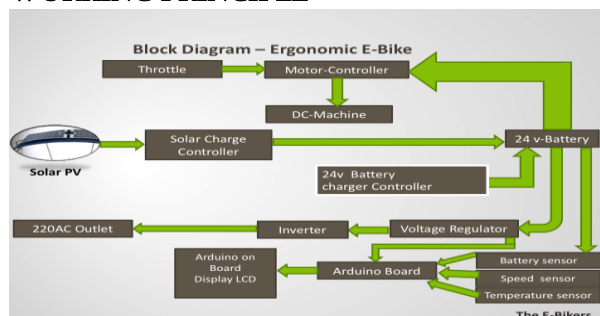 WORKING PRINCIPLE
Block Diagram – Ergonomic E-Bike
Throttle
Motor-Controller
DC-Machine
Solar PV
Solar Charge
Controller
24 v-Battery
24v Battery
charger Controller
220AC Outlet
Inverter
Voltage Regulator
Arduino on
Board
Display LCD
Arduino Board
Battery sensor
Speed sensor
Temperature sensor
The E-Bikers